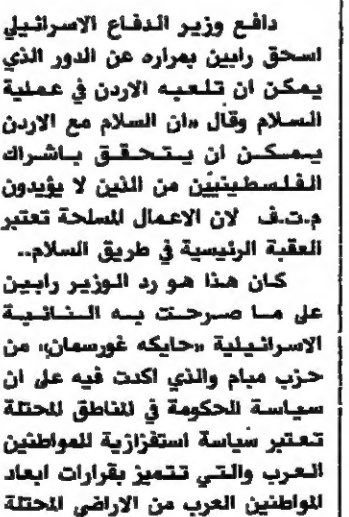 دافع وزير الدفاع الاسرائيلي
اسحق رابين بمراره عن الدور الذي
يمكن ان تلعبه الاردن في عملية
السلام وقال «ان السلام مع الاردن
يمكن ان يتحقق باشراك
الفلسطينيين من الذين لا يؤيدون
م.ت.ف لان الاعمال المسلحة تعتبر
العقبة الرئيسية في طريق السلام..
كان هذا هو رد الوزير رابين
على ما صرحت به النائبة
الاسرائيلية «حايكه غورسمان» من
حزب مبام والذي اكدت فيه على ان
سياسة الحكومة في المناطق المحتلة
تعتبر سياسة استفزازية للمواطنين
العرب والتي تتميز بقرارات ابعاد
المواطنين العرب من الاراضي المحتلة